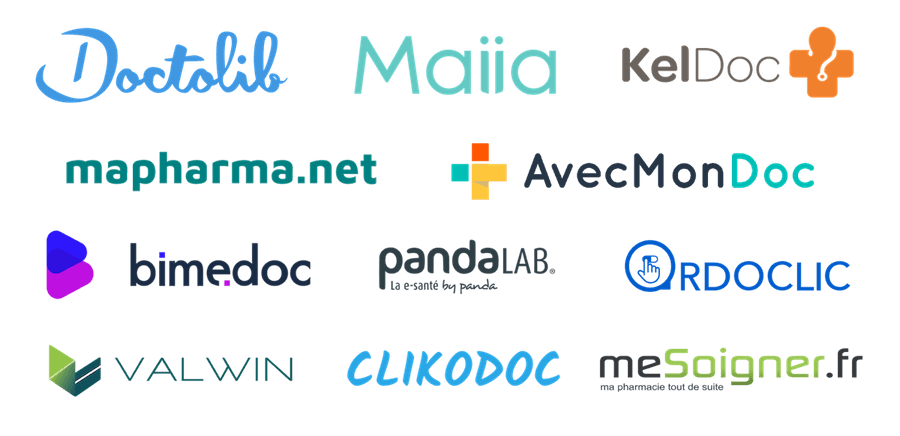 Doctolib
Maiia
KelDoc
mapharma.net
AvecMonDoc
bimedoc
pandaLAB®
La e-santé by panda
ORDOCLIC
VALWIN
CLIKODOC
meSoigner.fr
ma pharmacie tout de suite